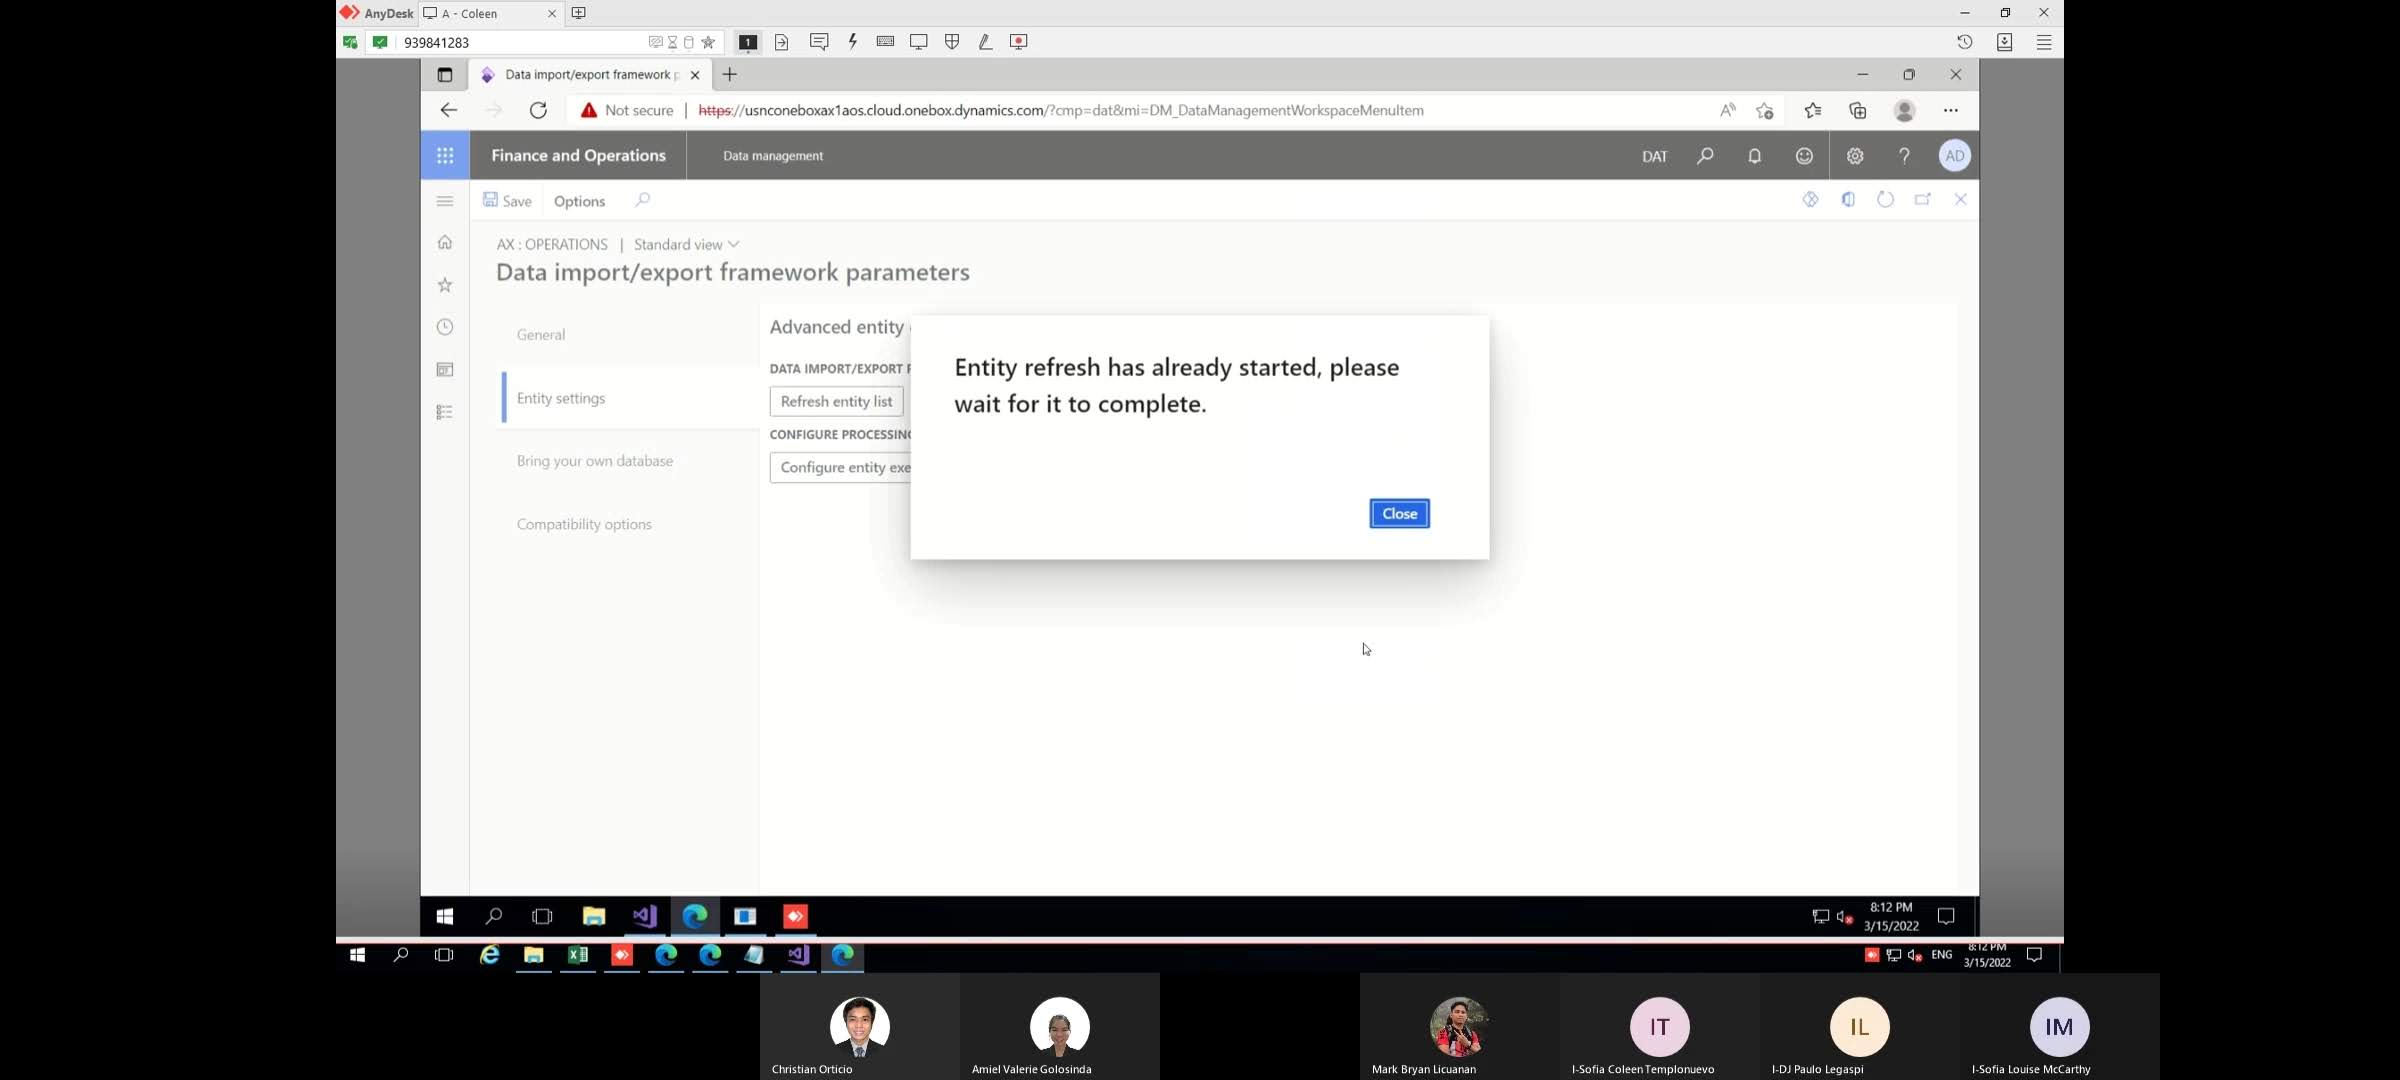 AnyDesk
A - Coleen
939841283
1
Data import/export framework p
Not secure
https://usnconeboxax1aos.cloud.onebox.dynamics.com/?cmp=dat&mi=DM_DataManagementWorkspaceMenuItem
Finance and Operations
Data management
DAT
AD
Save
Options
AX : OPERATIONS | Standard view
Data import/export framework parameters
General
Entity settings
Bring your own database
Compatibility options
Advanced entity
DATA IMPORT/EXPORT F
Refresh entity list
CONFIGURE PROCESSING
Configure entity exe
Entity refresh has already started, please
wait for it to complete.
Close
8:12 PM
3/15/2022
ENG
8:12 PM
3/15/2022
Christian Orticio
Amiel Valerie Golosinda
Mark Bryan Licuanan
IT
I-Sofia Coleen Templonuevo
IL
I-DJ Paulo Legaspi
IM
I-Sofia Louise McCarthy